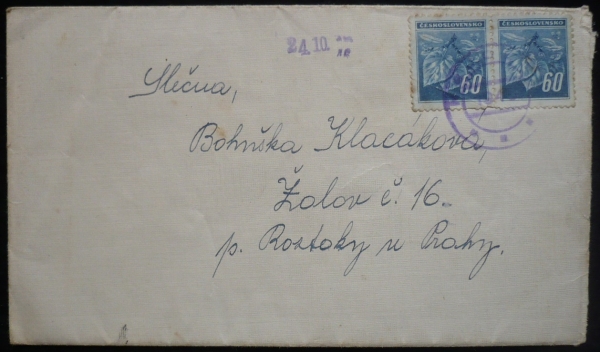 24.10.
ČESKOSLOVENSKO ČESKOSLOVENSKO
60 60
Slečna,
Bohuška Klacáková,
Žalov č. 16.
p. Roztoky u Prahy.